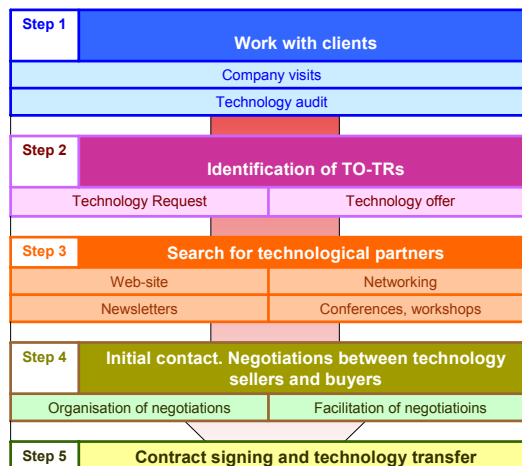 Step 1
Work with clients
Company visits
Technology audit
Step 2
Identification of TO-TRs
Technology Request
Technology offer
Step 3
Search for technological partners
Web-site
Networking
Newsletters
Conferences, workshops
Step 4
Initial contact. Negotiations between technology
sellers and buyers
Organisation of negotiations
Facilitation of negotiatioins
Step 5
Contract signing and technology transfer